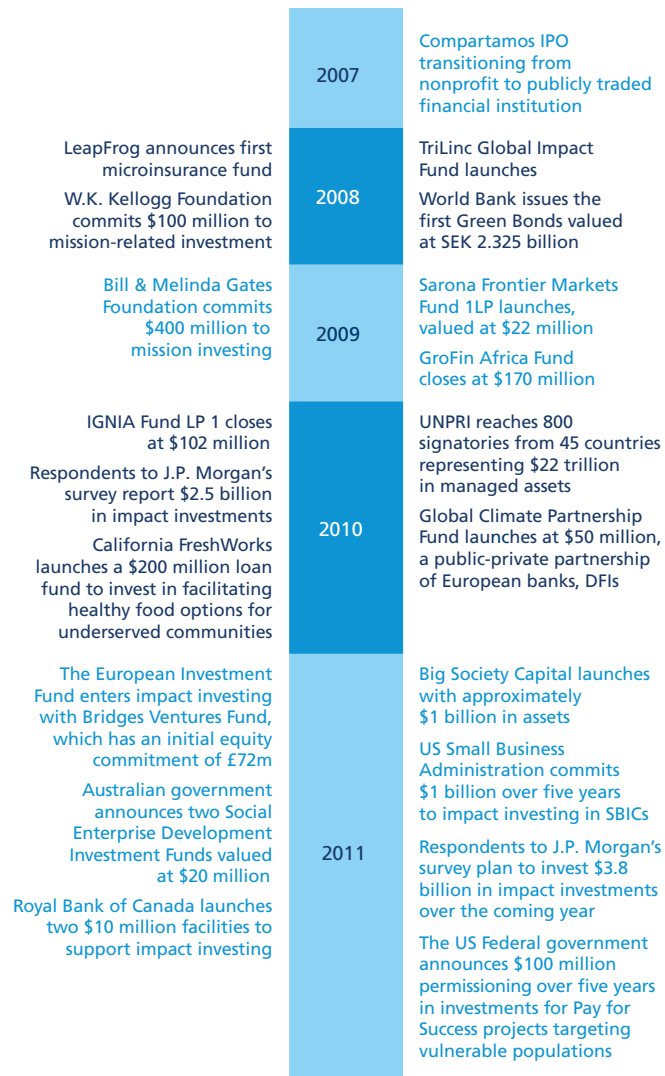 2007
Compartamos IPO
transitioning from
nonprofit to publicly traded
financial institution
LeapFrog announces first
microinsurance fund
W.K. Kellogg Foundation
commits $100 million to
mission-related investment
2008
TriLinc Global Impact
Fund launches
World Bank issues the
first Green Bonds valued
at SEK 2.325 billion
Bill & Melinda Gates
Foundation commits
$400 million to
mission investing
2009
Sarona Frontier Markets
Fund 1LP launches,
valued at $22 million
GroFin Africa Fund
closes at $170 million
IGNIA Fund LP 1 closes
at $102 million
Respondents to J.P. Morgan’s
survey report $2.5 billion
in impact investments
California FreshWorks
launches a $200 million loan
fund to invest in facilitating
healthy food options for
underserved communities
2010
UNPRI reaches 800
signatories from 45 countries
representing $22 trillion
in managed assets
Global Climate Partnership
Fund launches at $50 million,
a public-private partnership
of European banks, DFIs
The European Investment
Fund enters impact investing
with Bridges Ventures Fund,
which has an initial equity
commitment of £72m
Australian government
announces two Social
Enterprise Development
Investment Funds valued
at $20 million
Royal Bank of Canada launches
two $10 million facilities to
support impact investing
2011
Big Society Capital launches
with approximately
$1 billion in assets
US Small Business
Administration commits
$1 billion over five years
to impact investing in SBICs
Respondents to J.P. Morgan’s
survey plan to invest $3.8
billion in impact investments
over the coming year
The US Federal government
announces $100 million
permissioning over five years
in investments for Pay for
Success projects targeting
vulnerable populations